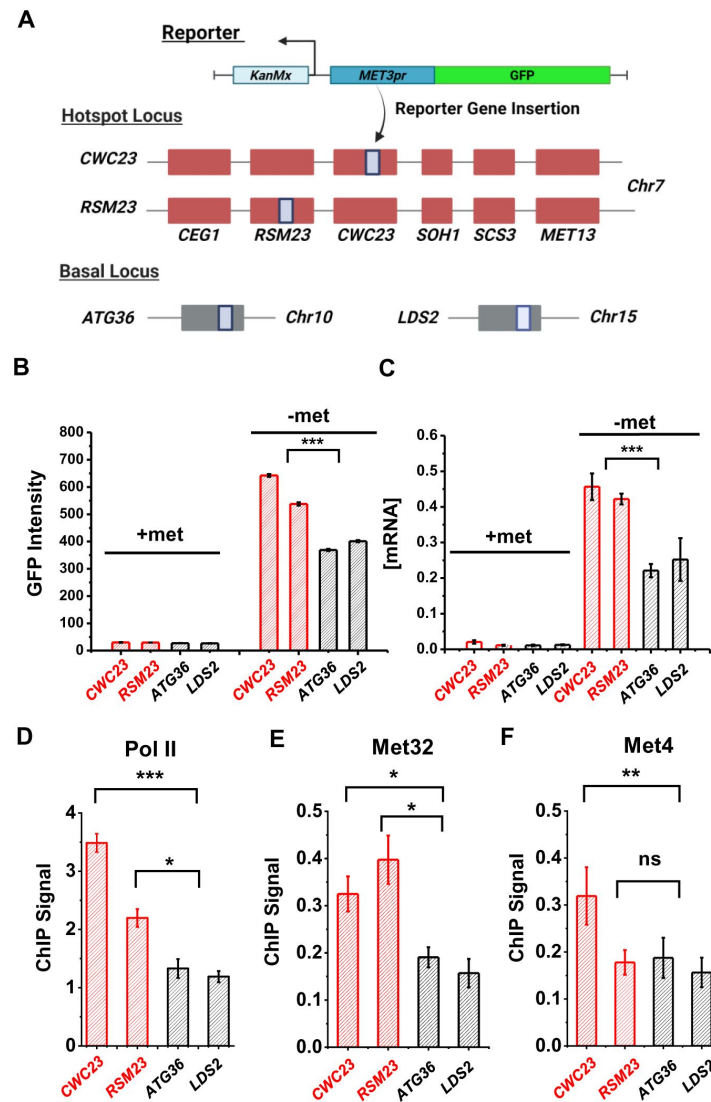 A
Reporter
KanMx MET3pr GFP
Reporter Gene Insertion
Hotspot Locus
CWC23
Chr7
RSM23
CEG1 RSM23 CWC23 SOH1 SCS3 MET13
Basal Locus
ATG36 Chr10 LDS2 Chr15
B
-met
***
+met
GFP Intensity
800
700
600
500
400
300
200
100
0
CWC23 RSM23 ATG36 LDS2 CWC23 RSM23 ATG36 LDS2
C
-met
***
+met
[mRNA]
0.6
0.5
0.4
0.3
0.2
0.1
0.0
CWC23 RSM23 ATG36 LDS2 CWC23 RSM23 ATG36 LDS2
D
Pol II
***
*
ChIP Signal
4
3
2
1
0
CWC23 RSM23 ATG36 LDS2
E
Met32
*
*
ChIP Signal
0.5
0.4
0.3
0.2
0.1
0.0
CWC23 RSM23 ATG36 LDS2
F
Met4
**
ns
ChIP Signal
0.5
0.4
0.3
0.2
0.1
0.0
CWC23 RSM23 ATG36 LDS2